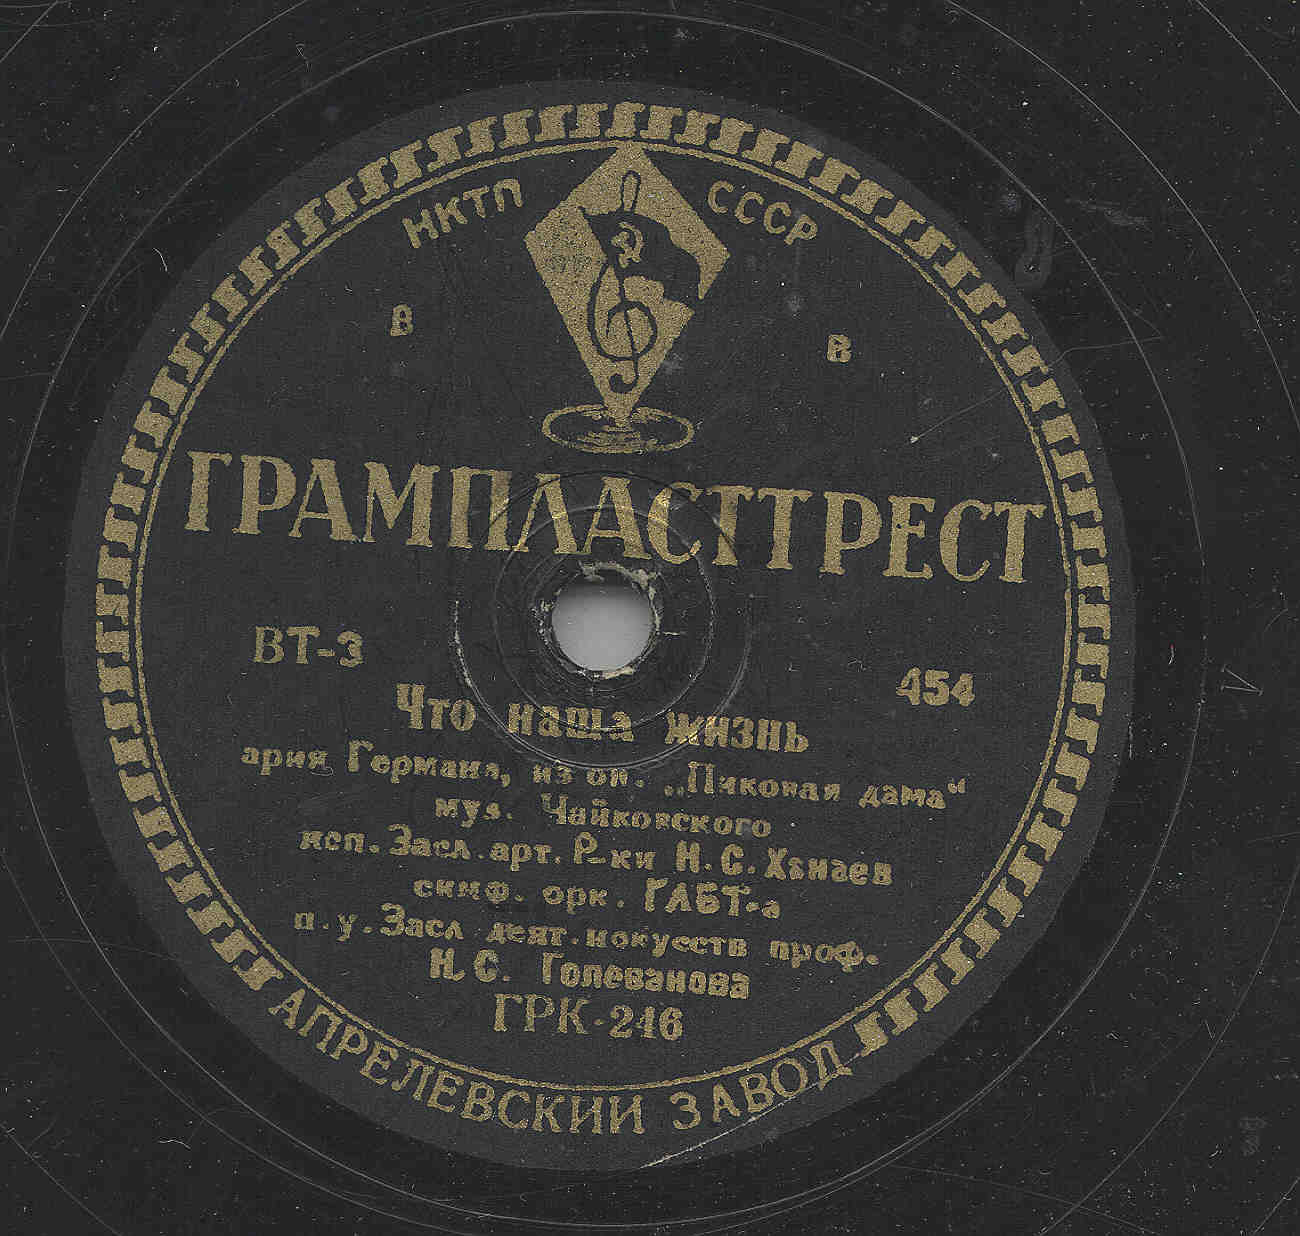 НКТП СССР
В В
ГРАМПЛАСТТРЕСТ
ВТ-3 454
Что наша жизнь
ария Германа, из оп. „Пиковая дама“
муз. Чайковского
исп. Засл. арт. Р-ки Н. С. Ханаев
симф. орк. ГАБТ-а
п. у. Засл деят. искусств проф.
Н. С. Голеванова
ГРК-246
АПРЕЛЕВСКИЙ ЗАВОД